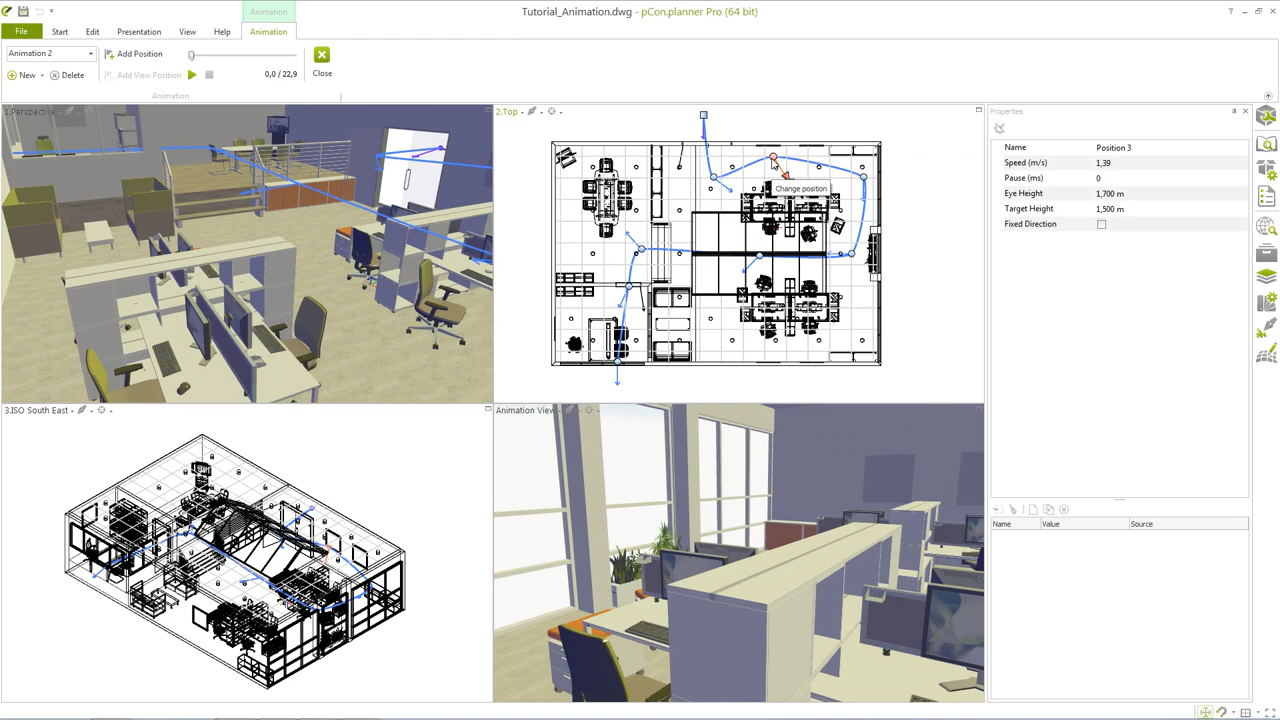 Animation
Tutorial_Animation.dwg - pCon.planner Pro (64 bit)
File
Start
Edit
Presentation
View
Help
Animation
Animation 2
Add Position
New
Delete
Add View Position
0,0 / 22,9
Close
Animation
1 Perspective
2.Top
Change position
3.ISO South East
Animation View
Properties
Name Position 3
Speed (m/s) 1,39
Pause (ms) 0
Eye Height 1,700 m
Target Height 1,500 m
Fixed Direction
Name Value Source